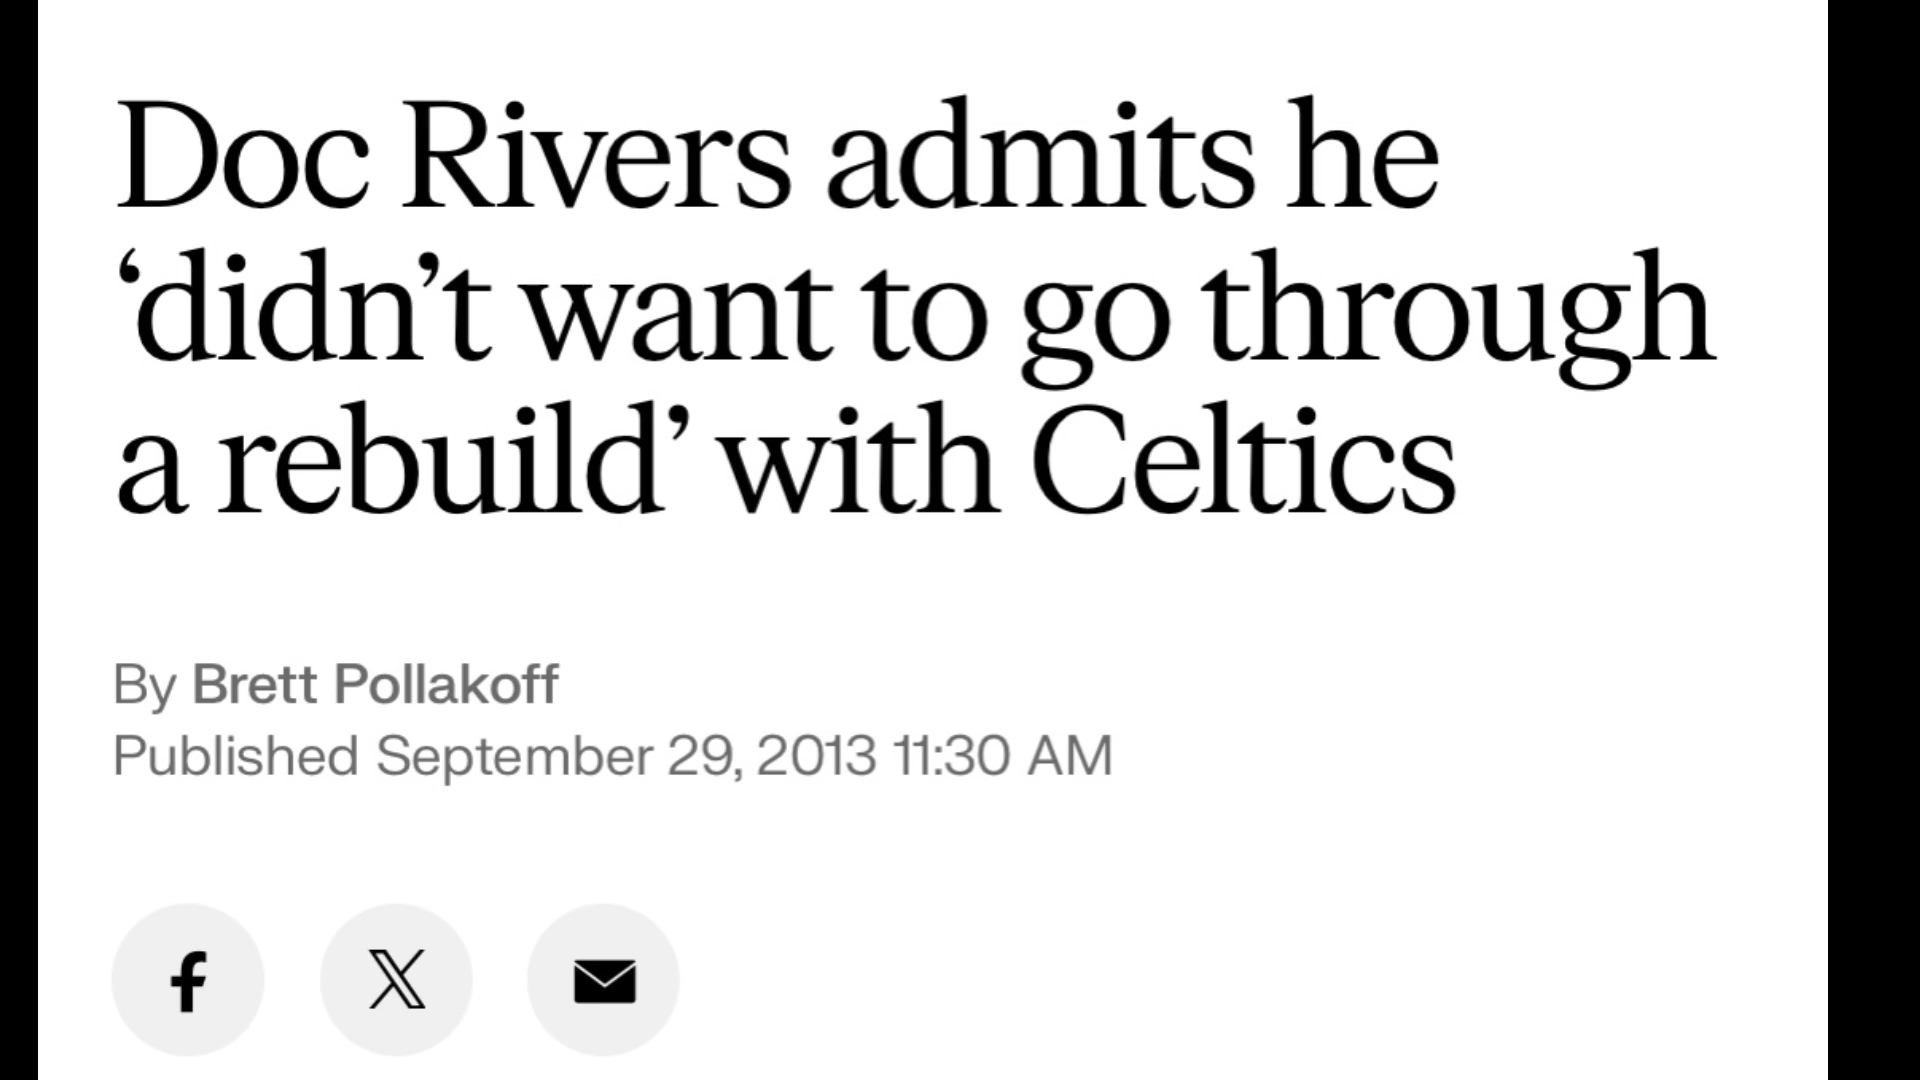 Doc Rivers admits he
‘didn’t want to go through
a rebuild’ with Celtics
By Brett Pollakoff
Published September 29, 2013 11:30 AM